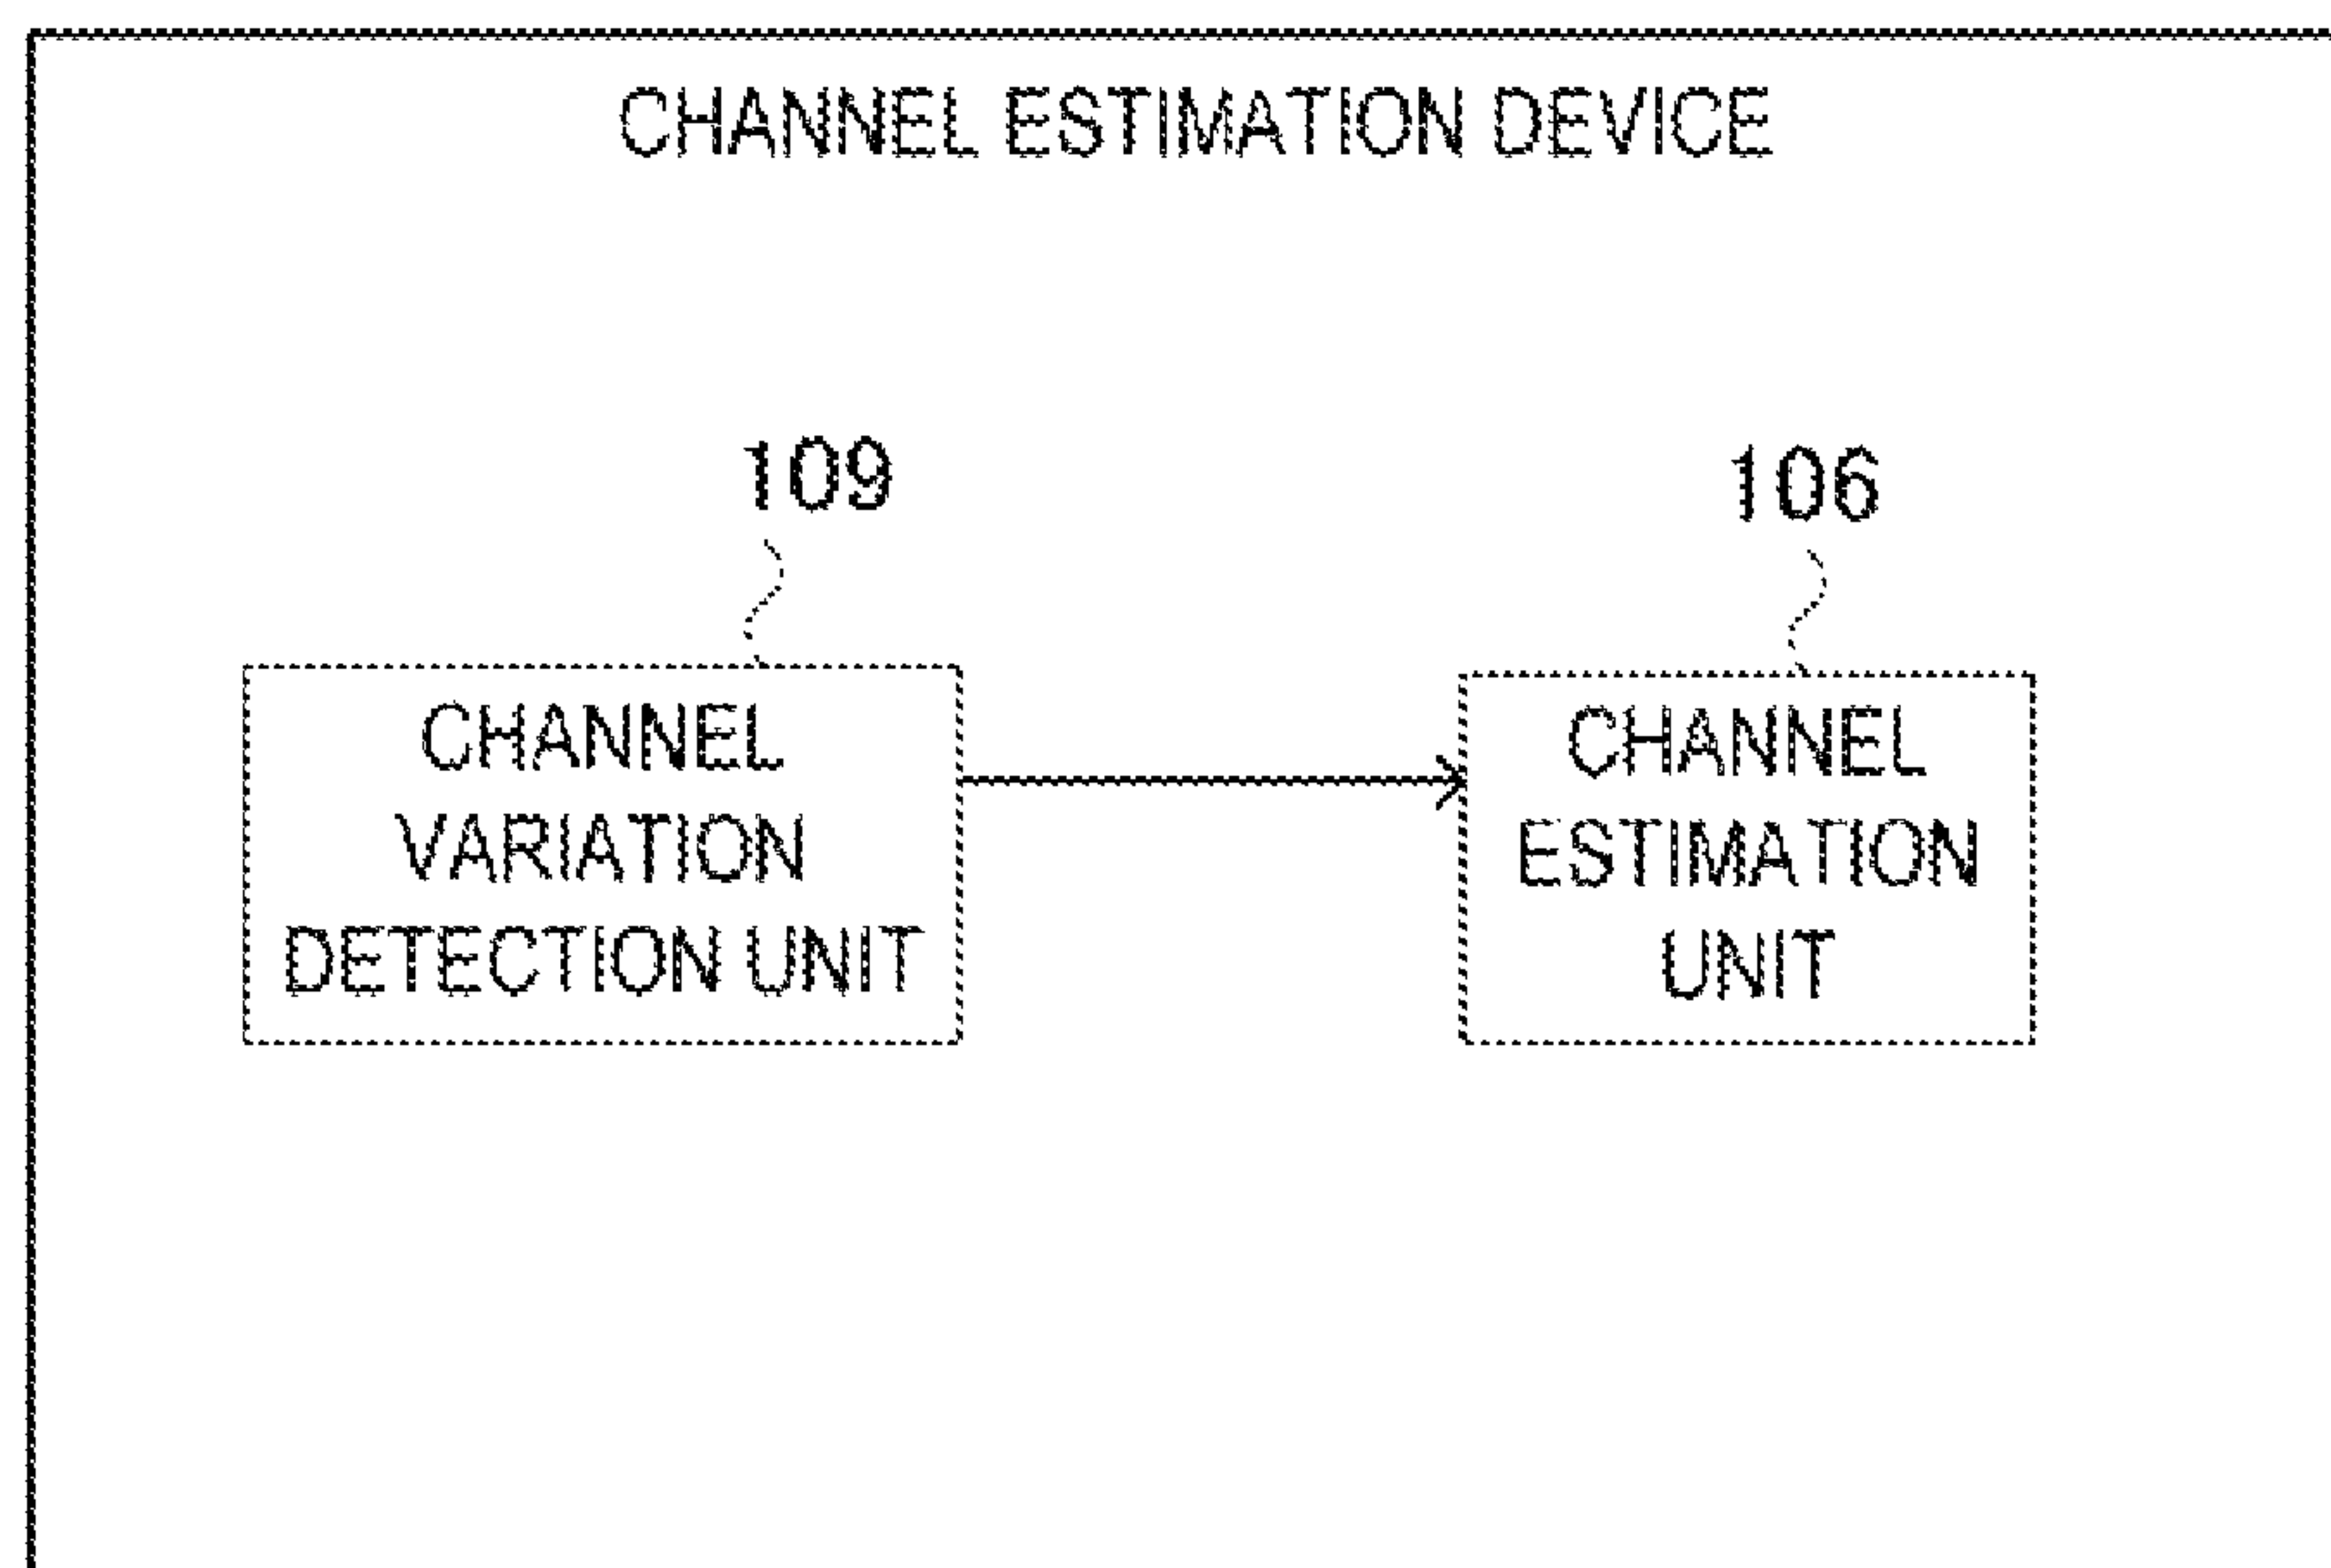 CHANNEL ESTIMATION DEVICE
109
CHANNEL
VARIATION
DETECTION UNIT
106
CHANNEL
ESTIMATION
UNIT